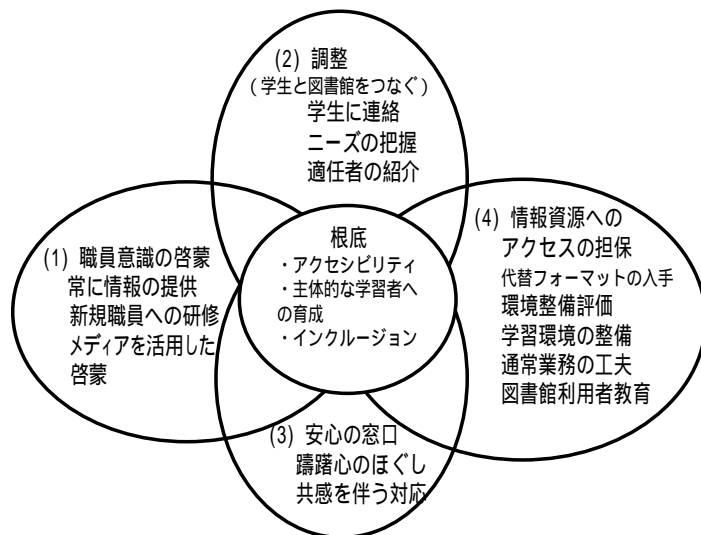 (2) 調整
(学生と図書館をつなぐ)
学生に連絡
ニーズの把握
適任者の紹介
(1) 職員意識の啓蒙
常に情報の提供
新規職員への研修
メディアを活用した
啓蒙
根底
・アクセシビリティ
・主体的な学習者へ
の育成
・インクルージョン
(4) 情報資源への
アクセスの担保
代替フォーマットの入手
環境整備評価
学習環境の整備
通常業務の工夫
図書館利用者教育
(3) 安心の窓口
躊躇心のほぐし
共感を伴う対応